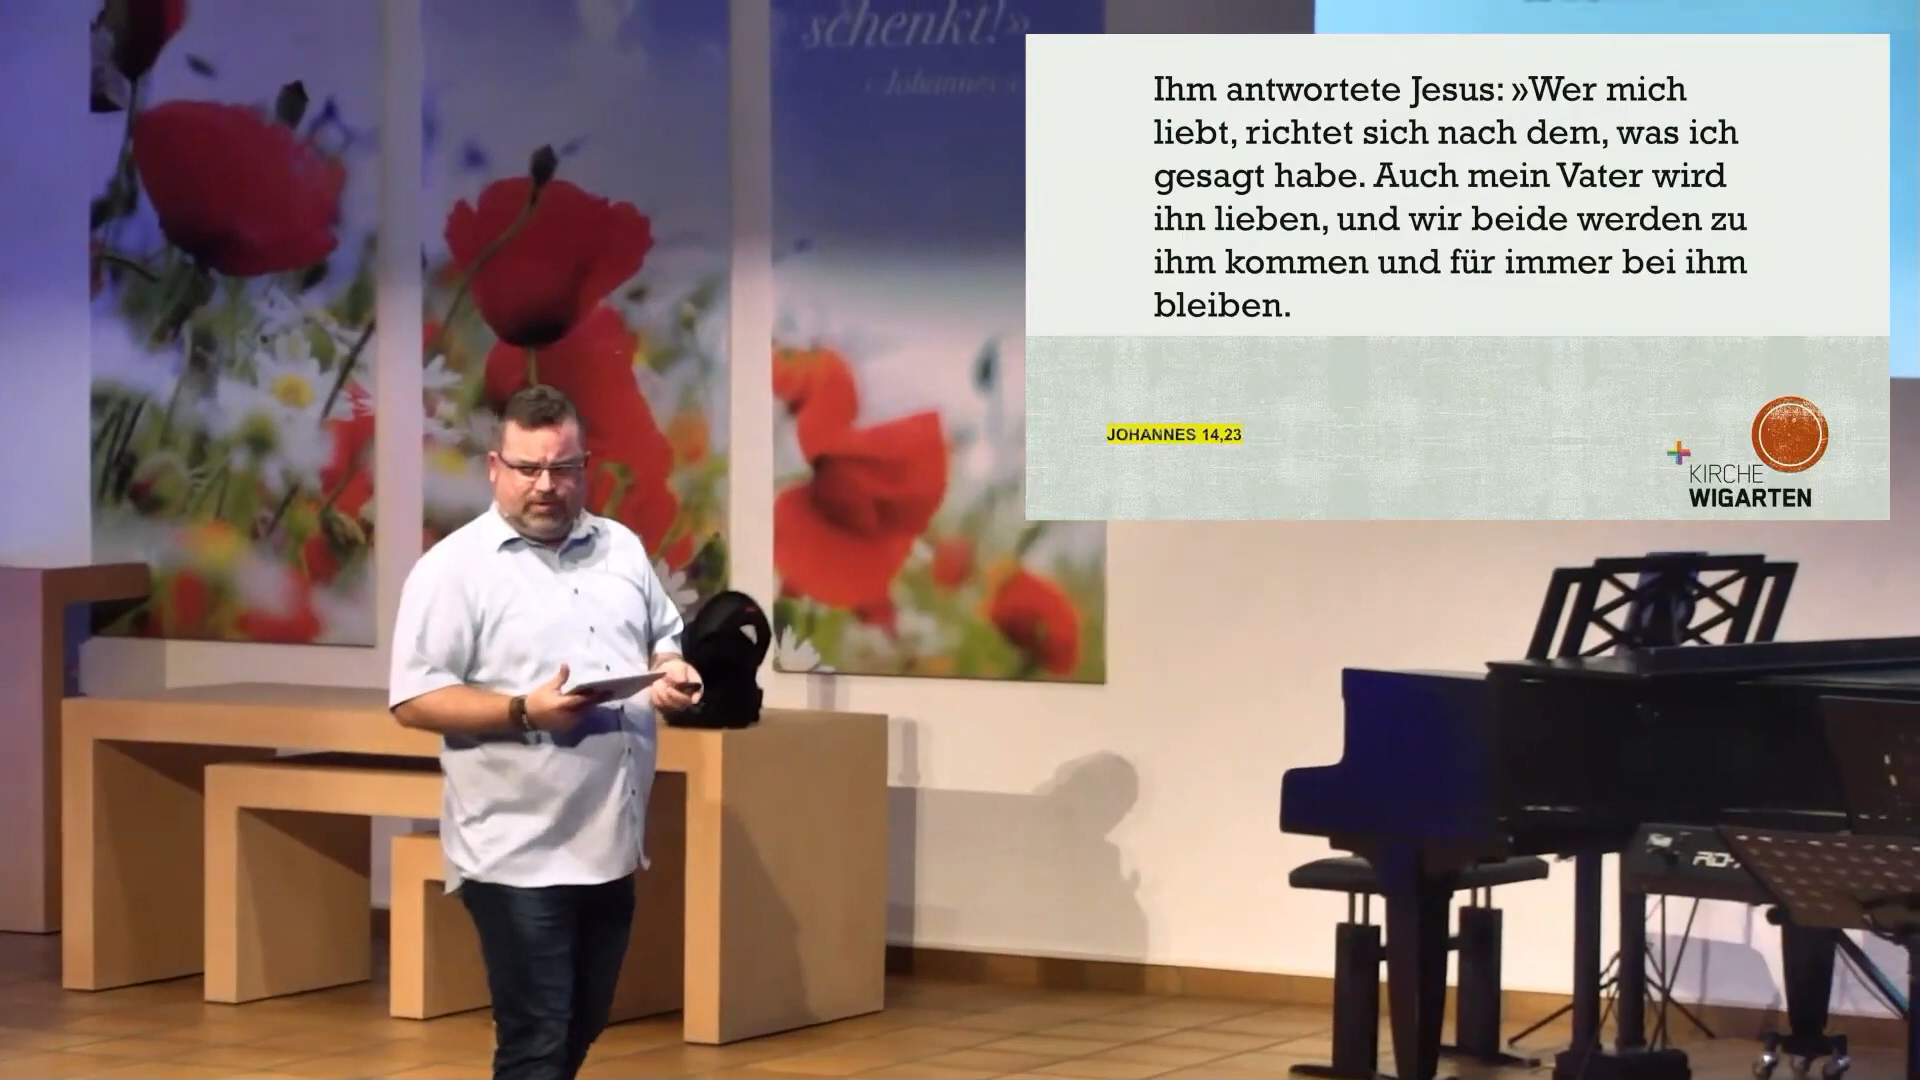 schenkt!»
Johannes
Ihm antwortete Jesus: »Wer mich
liebt, richtet sich nach dem, was ich
gesagt habe. Auch mein Vater wird
ihn lieben, und wir beide werden zu
ihm kommen und für immer bei ihm
bleiben.
JOHANNES 14,23
KIRCHE
WIGARTEN